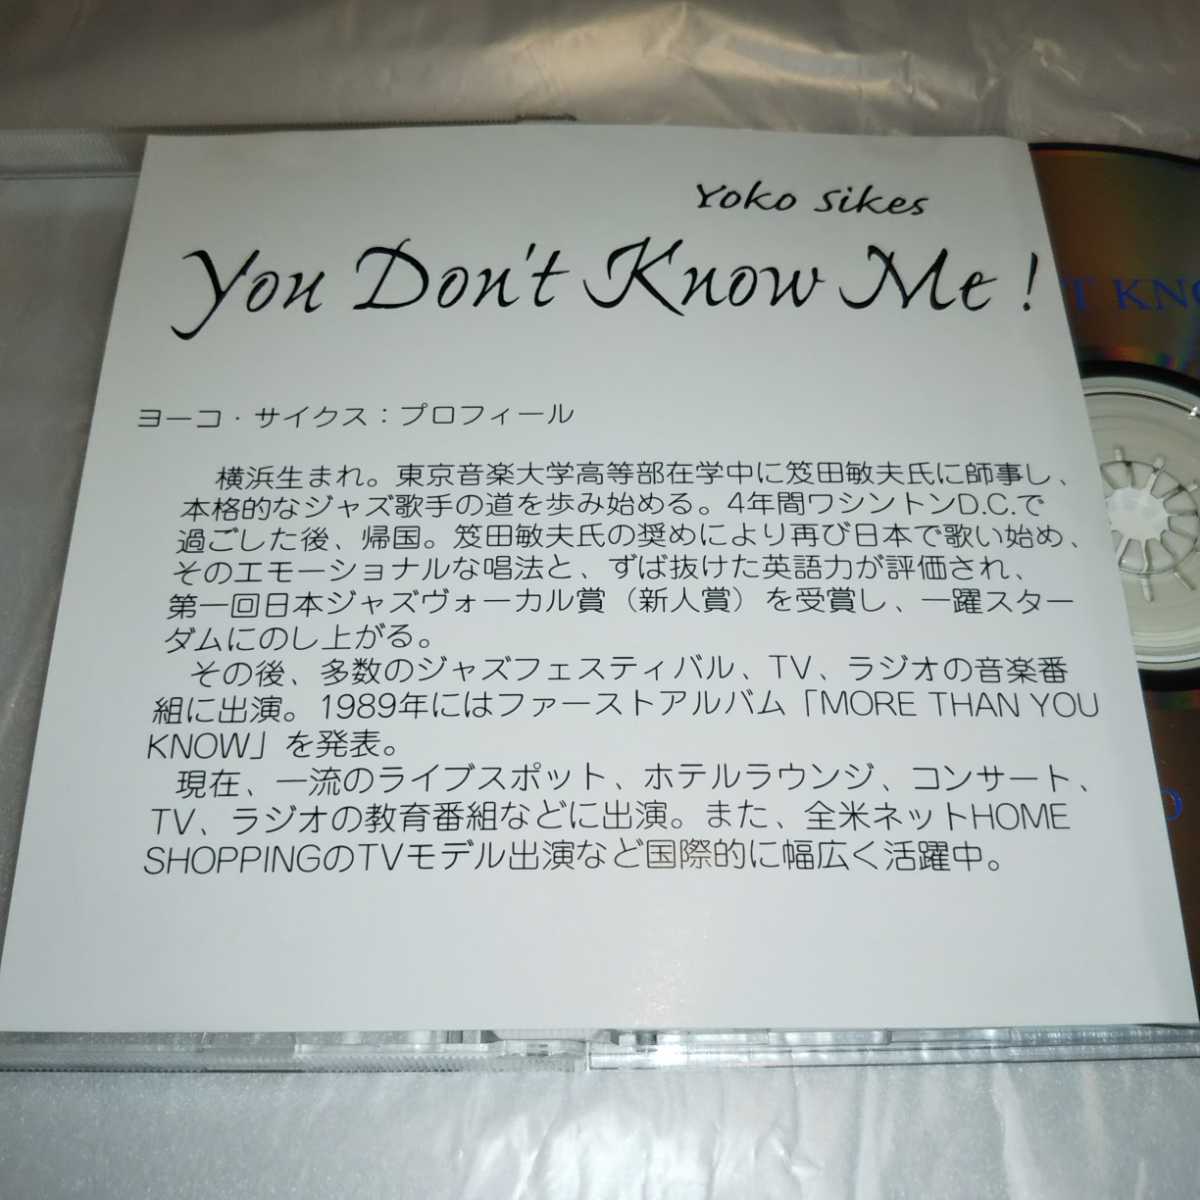 Yoko Sikes
You Don't Know Me !
ヨーコ・サイクス：プロフィール
横浜生まれ。東京音楽大学高等部在学中に笈田敏夫氏に師事し、
本格的なジャズ歌手の道を歩み始める。4年間ワシントンD.C.で
過ごした後、帰国。笈田敏夫氏の奨めにより再び日本で歌い始め、
そのエモーショナルな唱法と、ずば抜けた英語力が評価され、
第一回日本ジャズヴォーカル賞（新人賞）を受賞し、一躍スター
ダムにのし上がる。
その後、多数のジャズフェスティバル、TV、ラジオの音楽番
組に出演。1989年にはファーストアルバム「MORE THAN YOU
KNOW」を発表。
現在、一流のライブスポット、ホテルラウンジ、コンサート、
TV、ラジオの教育番組などに出演。また、全米ネットHOME
SHOPPINGのTVモデル出演など国際的に幅広く活躍中。
T KNO